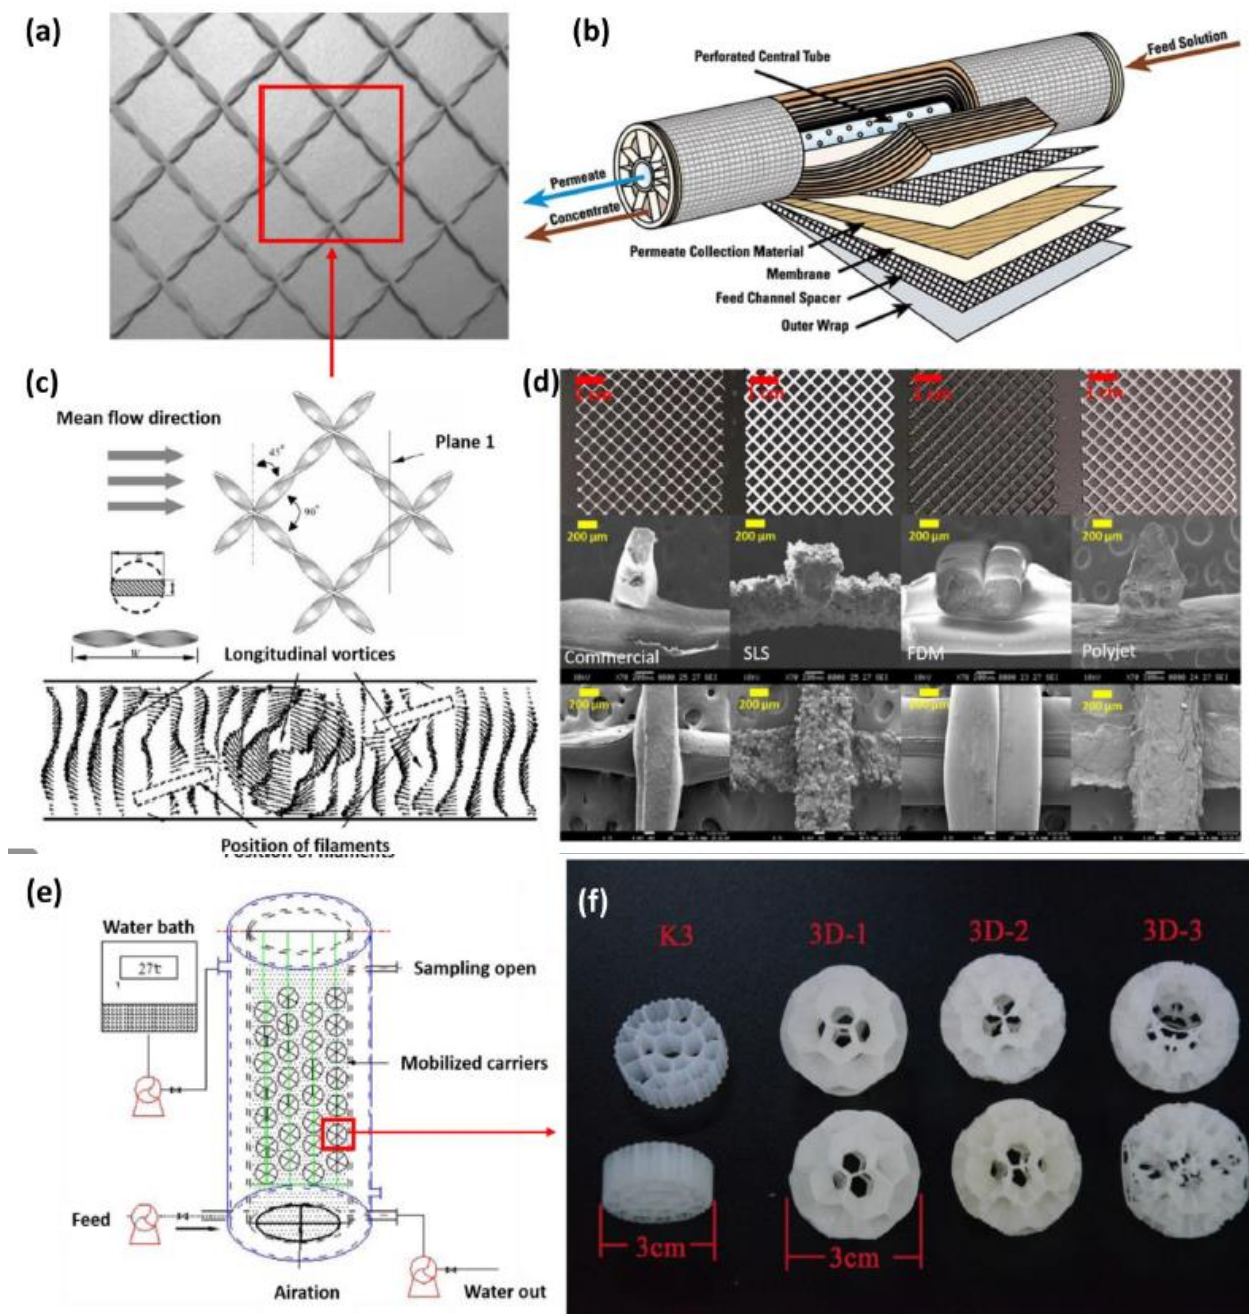 (a)
(b)
Perforated Central Tube
Feed Solution
Permeate
Concentrate
Permeate Collection Material
Membrane
Feed Channel Spacer
Outer Wrap
(c)
Mean flow direction
Plane 1
45°
90°
W
Longitudinal vortices
Position of filaments
(d)
1 cm
1 cm
1 cm
1 cm
200 µm
200 µm
200 µm
200 µm
Commercial
SLS
FDM
Polyjet
200 µm
200 µm
200 µm
200 µm
(e)
Water bath
27℃
Sampling open
Mobilized carriers
Feed
Airation
Water out
(f)
K3
3D-1
3D-2
3D-3
3cm
3cm